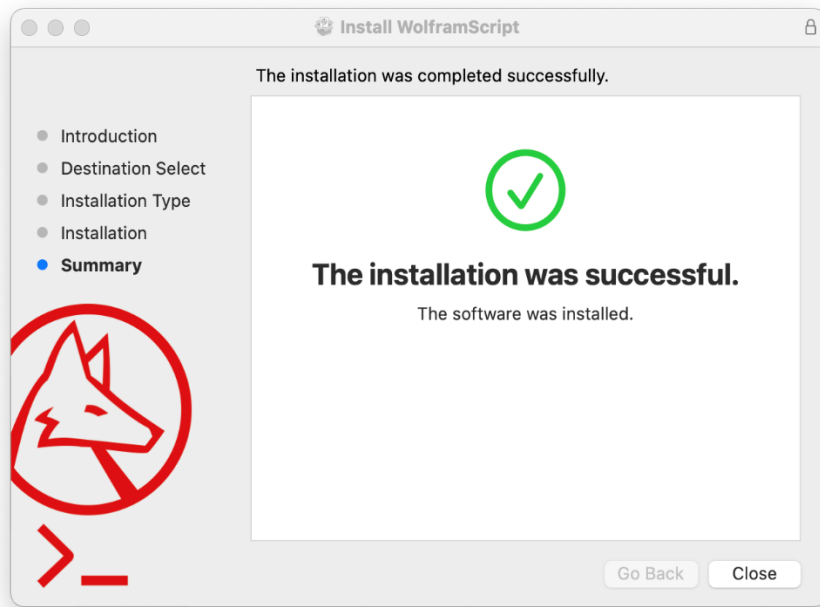 Install WolframScript
The installation was completed successfully.
Introduction
Destination Select
Installation Type
Installation
Summary
The installation was successful.
The software was installed.
>_
Go Back
Close